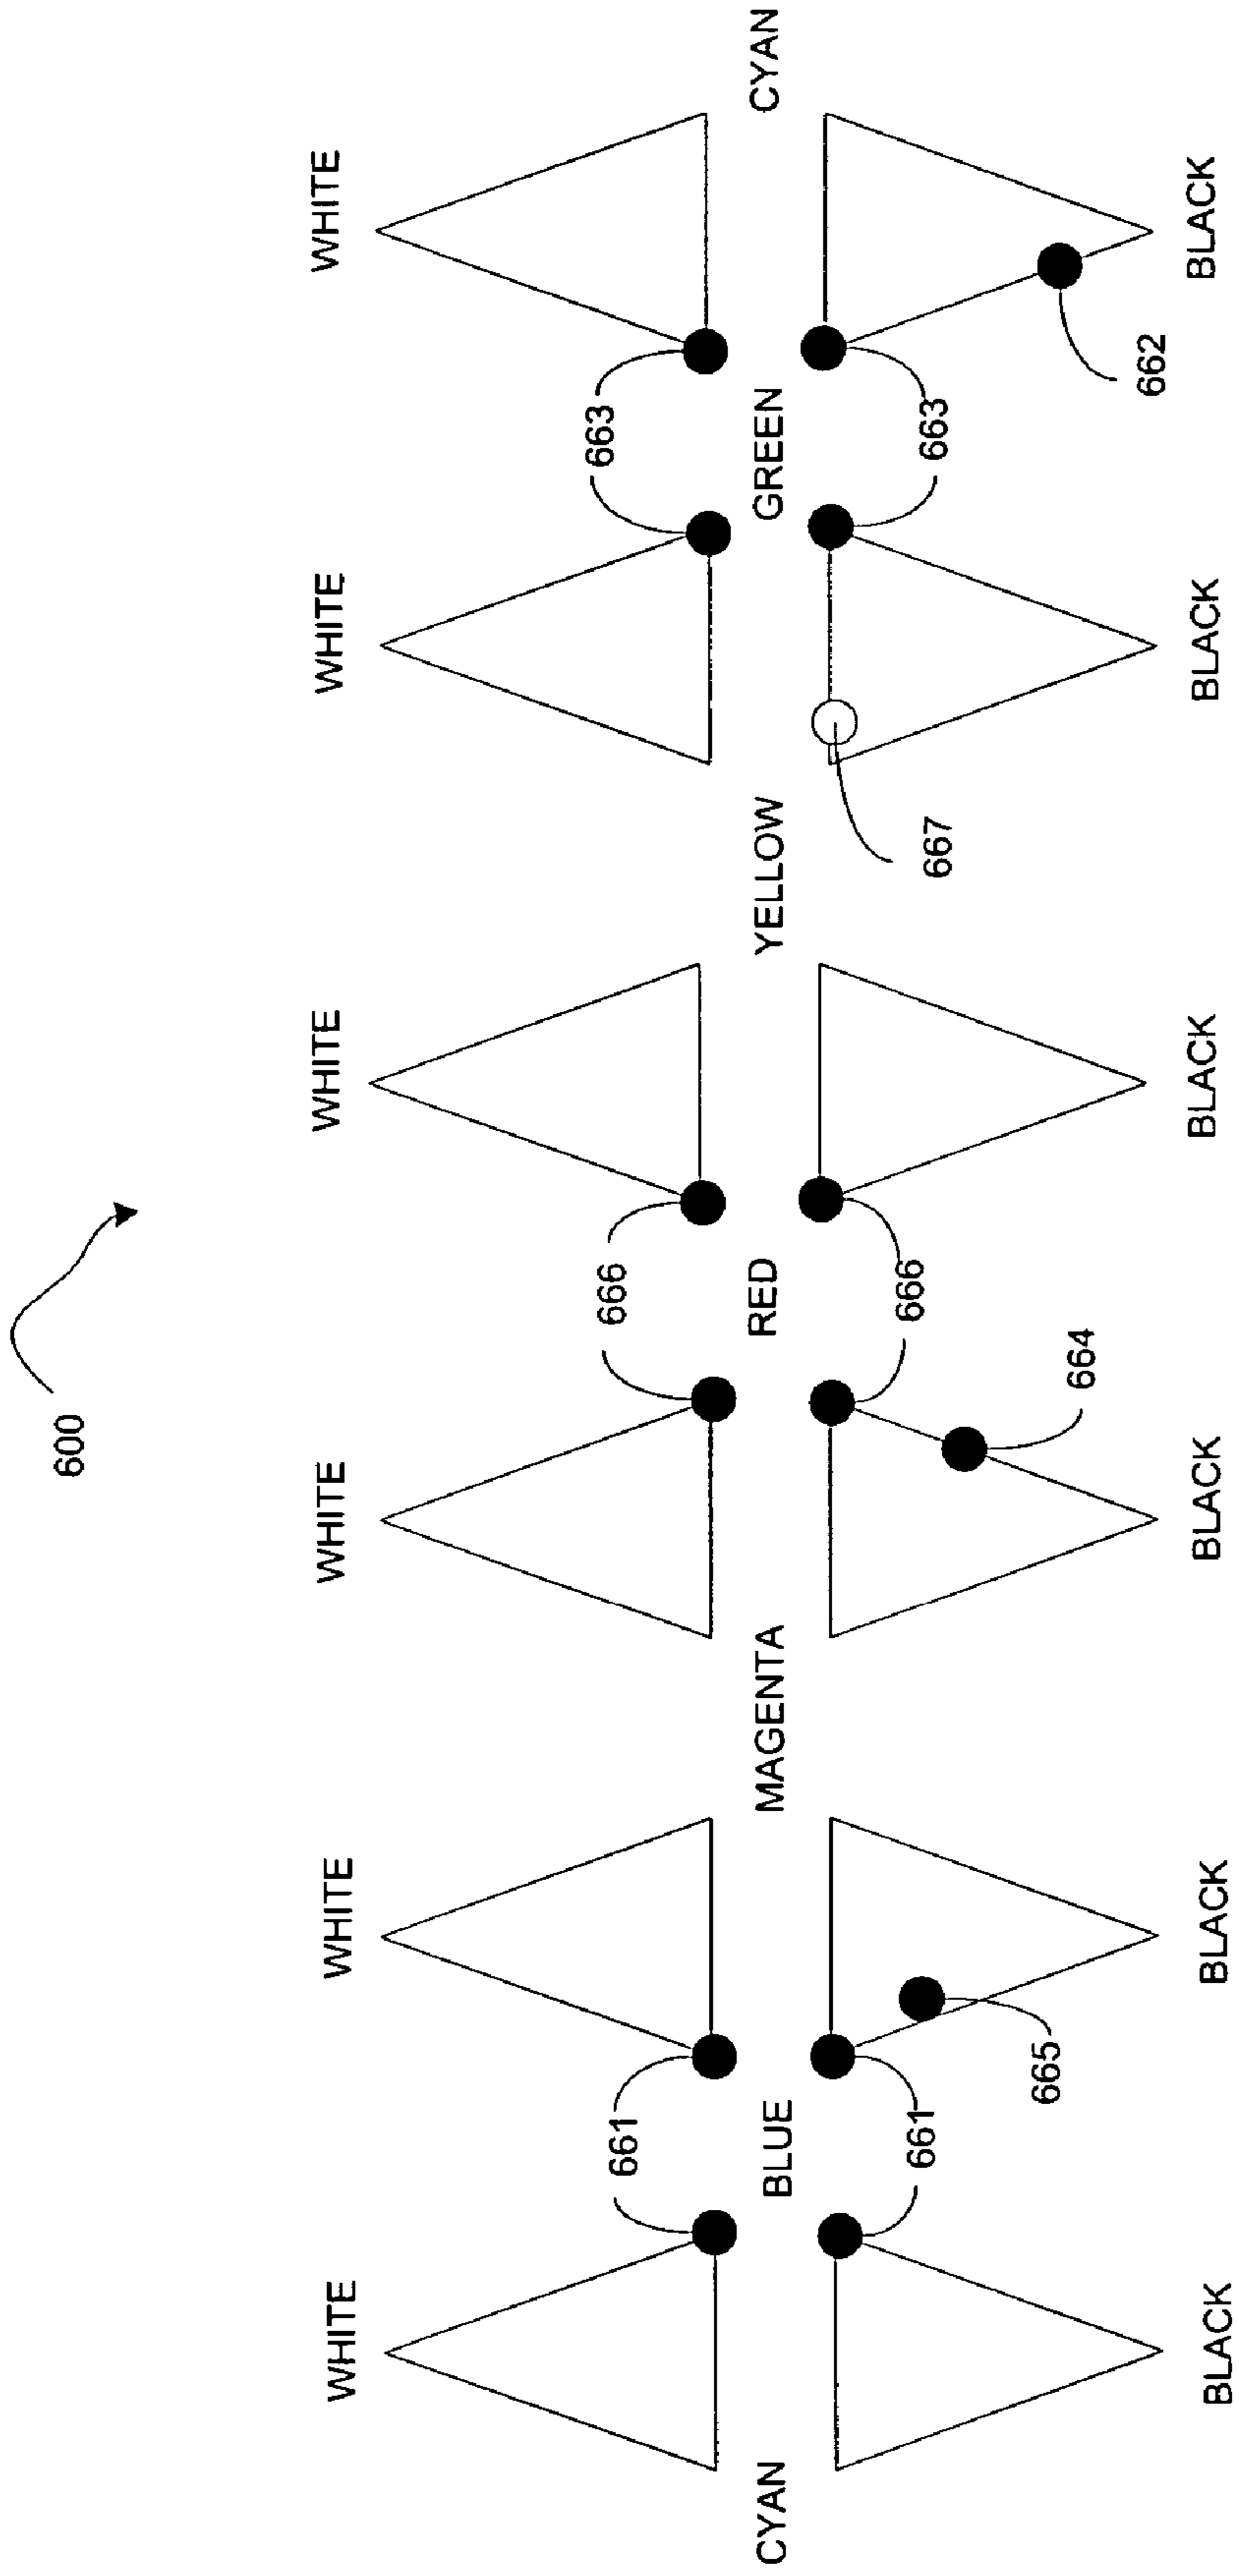 600
WHITE WHITE WHITE WHITE WHITE WHITE
661 666 663
CYAN BLUE MAGENTA RED YELLOW GREEN CYAN
661 666 667 663
665 664 662
BLACK BLACK BLACK BLACK BLACK BLACK